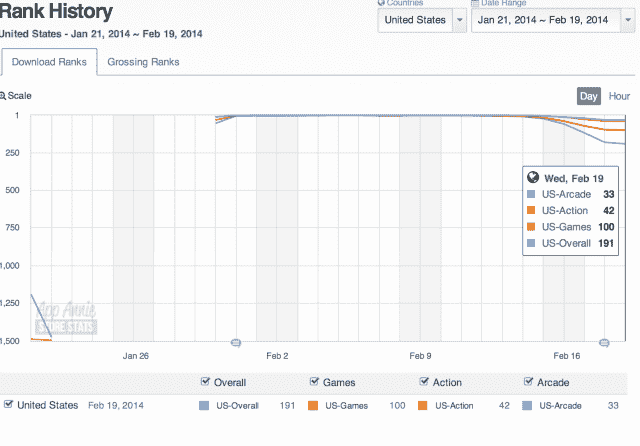 Rank History
Countries
Date Range
United States
Jan 21, 2014 ~ Feb 19, 2014
United States - Jan 21, 2014 ~ Feb 19, 2014
Download Ranks
Grossing Ranks
Scale
Day
Hour
1
250
500
750
1,000
1,250
1,500
Wed, Feb 19
US-Arcade 33
US-Action 42
US-Games 100
US-Overall 191
App Annie
STORE STATS
Jan 26
Feb 2
Feb 9
Feb 16
Overall
Games
Action
Arcade
United States Feb 19, 2014 US-Overall 191 US-Games 100 US-Action 42 US-Arcade 33